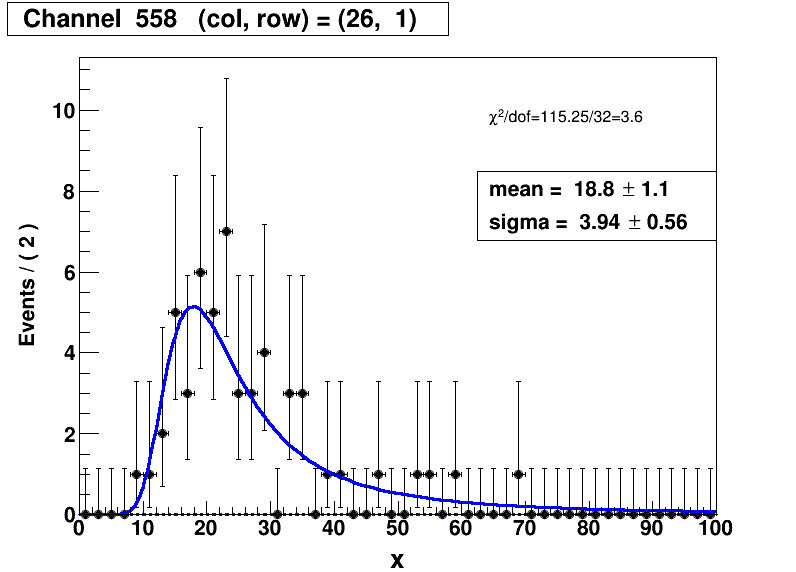 Channel 558 (col, row) = (26, 1)
χ²/dof=115.25/32=3.6
mean = 18.8 ± 1.1
sigma = 3.94 ± 0.56
Events / ( 2 )
10
8
6
4
2
0
0 10 20 30 40 50 60 70 80 90 100
x